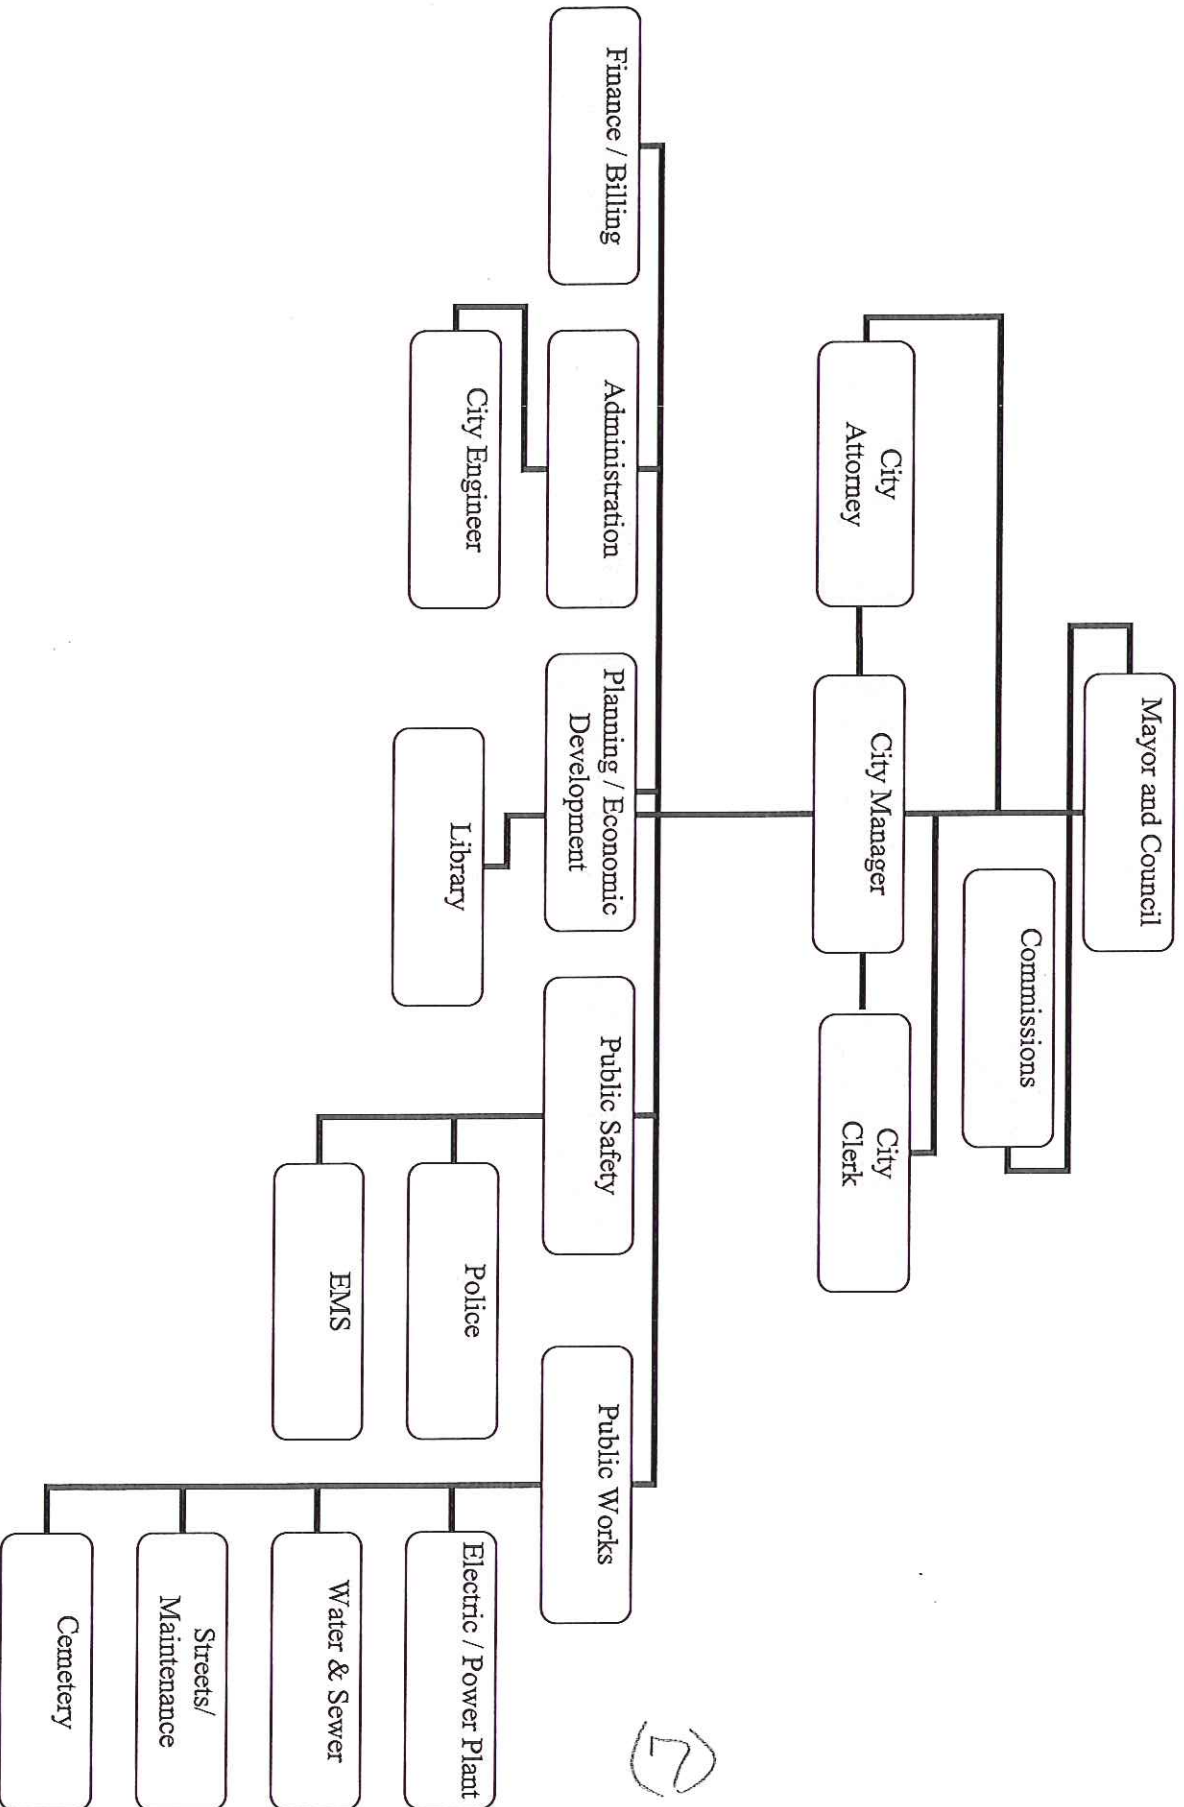 Mayor and Council
Commissions
City
Attorney
City Manager
City
Clerk
Finance / Billing
Administration
Planning / Economic
Development
Public Safety
Public Works
City Engineer
Library
Police
EMS
Electric / Power Plant
Water & Sewer
Streets/
Maintenance
Cemetery
(7)